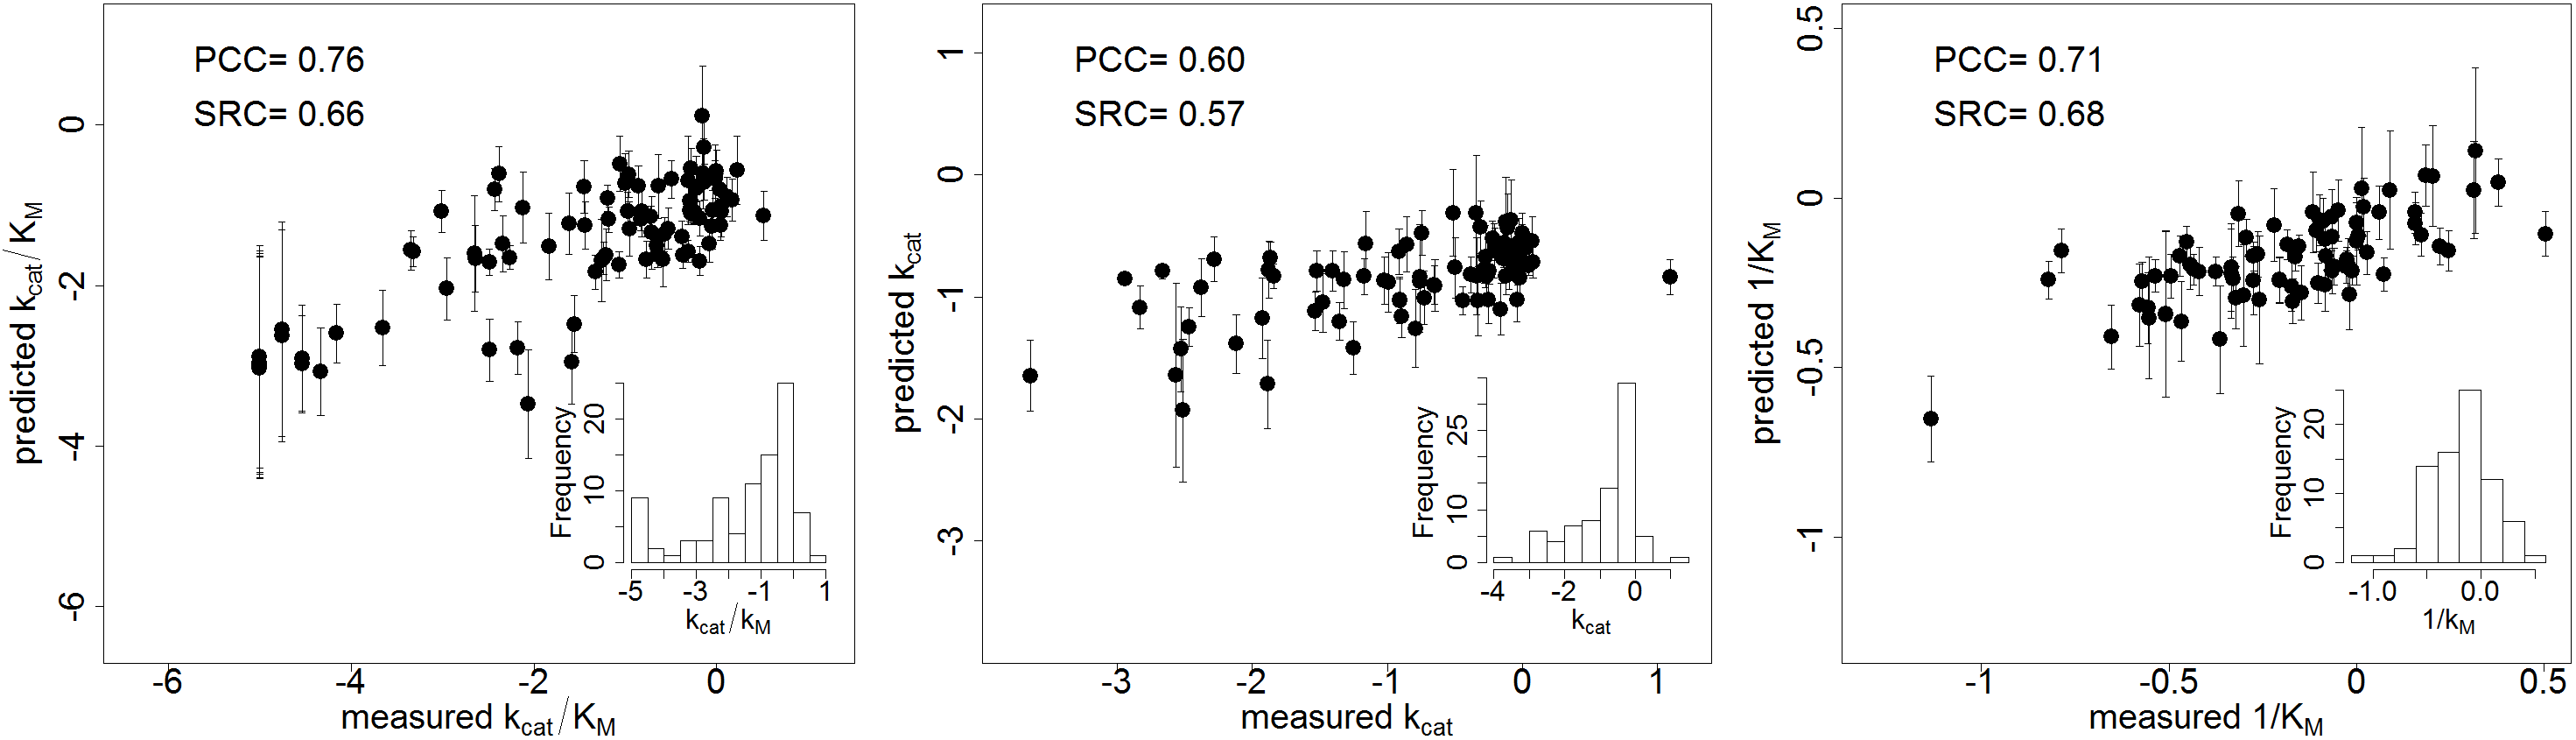 PCC= 0.76
SRC= 0.66
predicted kcat/KM
0
-2
-4
-6
-6
-4
-2
0
measured kcat/KM
Frequency
0
10
20
-5
-3
-1
1
kcat/kM
PCC= 0.60
SRC= 0.57
predicted kcat
1
0
-1
-2
-3
-3
-2
-1
0
1
measured kcat
Frequency
0
10
25
-4
-2
0
kcat
PCC= 0.71
SRC= 0.68
predicted 1/KM
0.5
0
-0.5
-1
-1
-0.5
0
0.5
measured 1/KM
Frequency
0
10
20
-1.0
0.0
1/kM